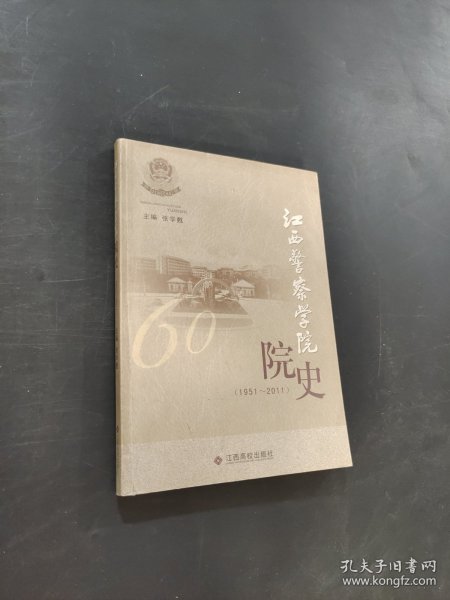 主编 张学甦
江西警察学院
院史
(1951~2011)
60
江西高校出版社
孔夫子旧书网
www.kongfz.com